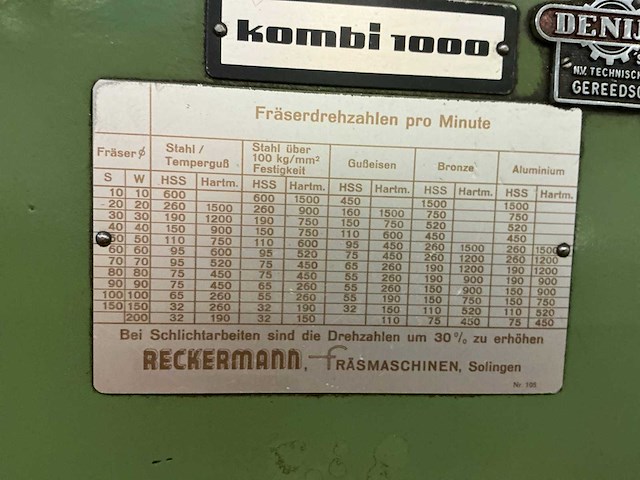 kombi 1000
DENIJ
N.V. TECHNISCH
GEREEDSC
Fräserdrehzahlen pro Minute
Fräser ϕ Stahl / Temperguß Stahl über 100 kg/mm² Festigkeit Gußeisen Bronze Aluminium
S W HSS Hartm. HSS Hartm. HSS Hartm. HSS Hartm. HSS Hartm.
10 10 600 600 1500 450 1500 1500
20 20 260 1500 260 900 160 1500 750 750
30 30 190 1200 190 750 150 750 520 520
40 40 150 900 150 750 110 600 450 450
50 50 110 750 110 600 95 450 260 1500 260 1500
60 60 95 600 95 520 75 450 260 1200 260 1200
70 70 95 520 75 450 65 260 190 1200 190 1200
80 80 75 450 75 450 55 260 190 900 190 900
90 90 75 450 65 260 55 190 150 900 150 900
100 100 65 260 55 260 55 190 150 750 150 750
150 150 32 260 32 190 32 150 110 520 110 520
200 32 190 32 150 110 75 450 75 450
Bei Schlichtarbeiten sind die Drehzahlen um 30% zu erhöhen
RECKERMANN, FRÄSMASCHINEN, Solingen
Nr 108